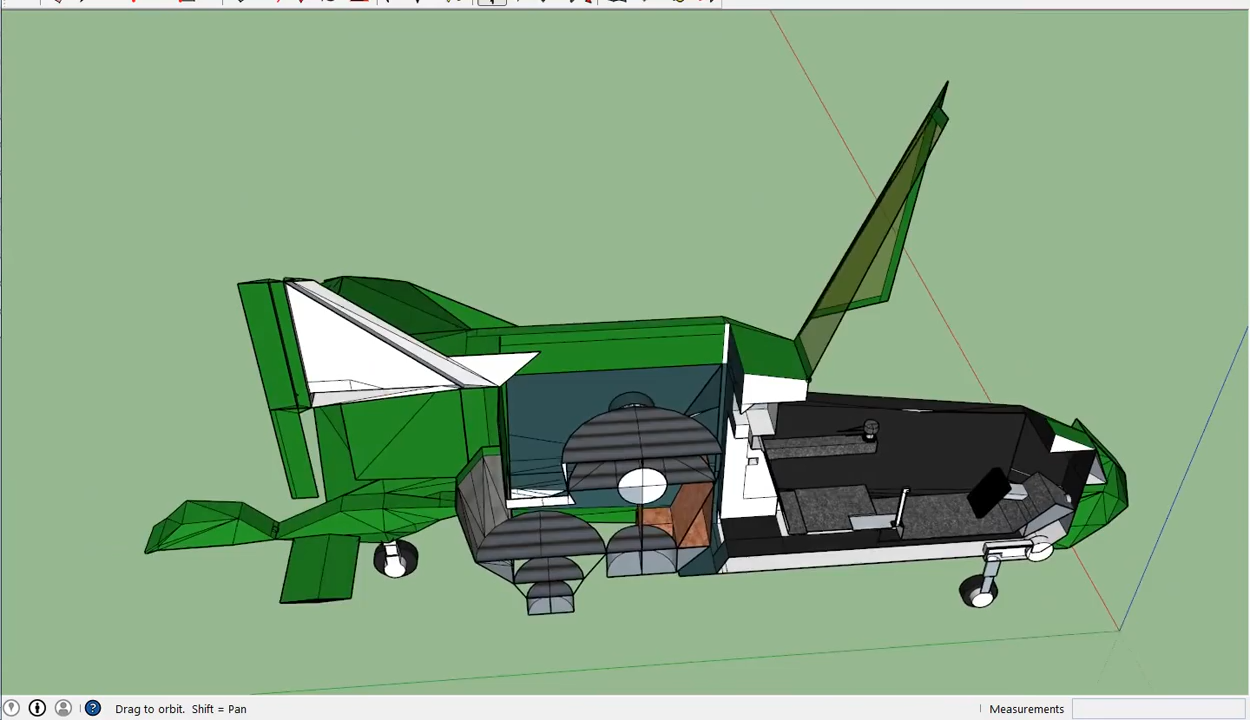 ? Drag to orbit. Shift = Pan Measurements